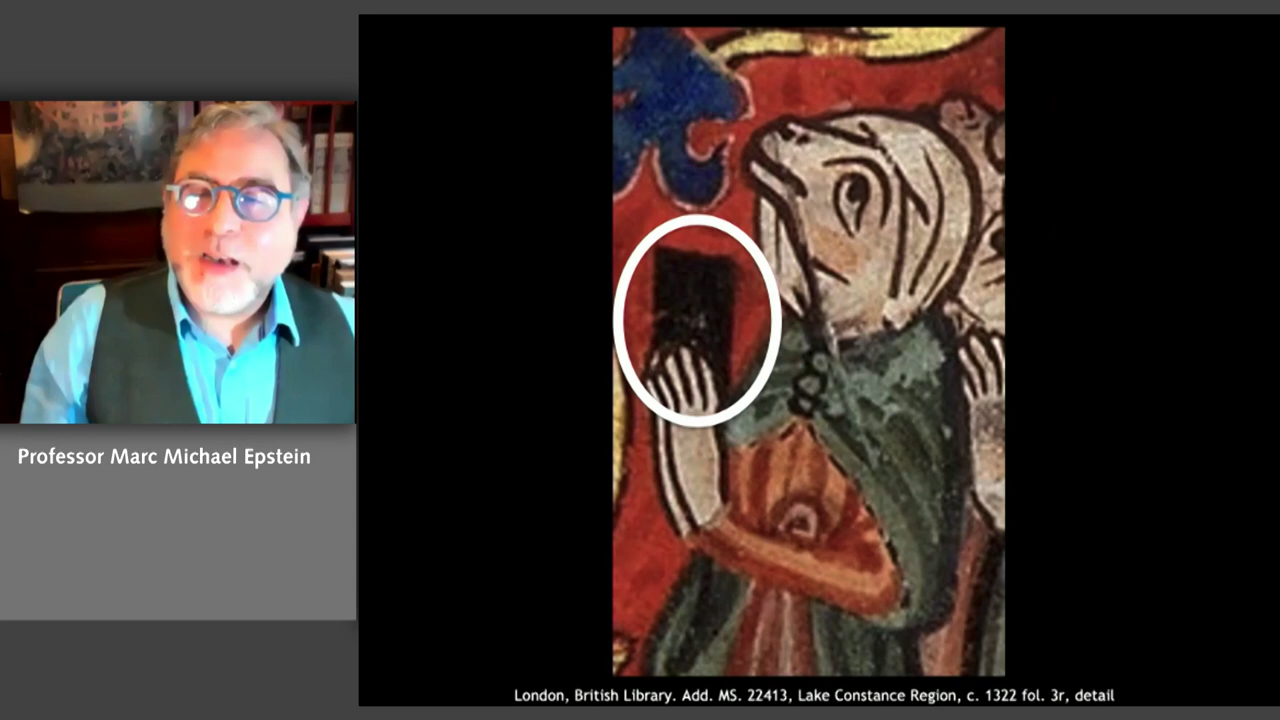 Professor Marc Michael Epstein
London, British Library. Add. MS. 22413, Lake Constance Region, c. 1322 fol. 3r, detail